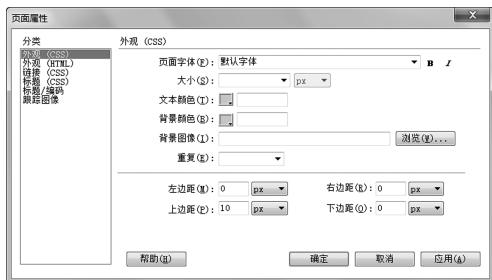 页面属性
分类
外观 (CSS)
外观 (CSS)
外观 (HTML)
链接 (CSS)
标题 (CSS)
标题/编码
跟踪图像
页面字体(F): 默认字体 B I
大小(S): px
文本颜色(T):
背景颜色(B):
背景图像(I): 浏览(W)...
重复(E):
左边距(M): 0 px 右边距(R): 0 px
上边距(P): 10 px 下边距(O): 0 px
帮助(H) 确定 取消 应用(A)